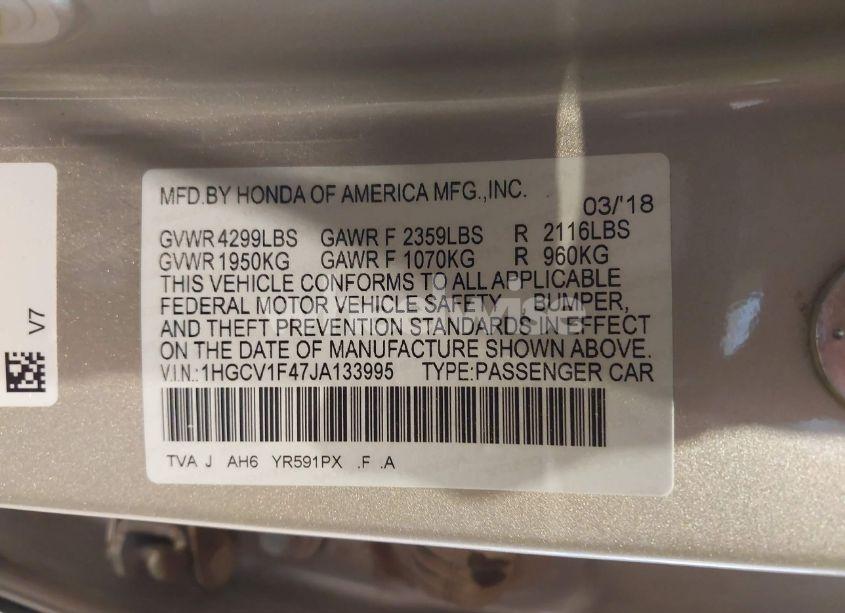 MFD.BY HONDA OF AMERICA MFG.,INC. 03/'18
GVWR 4299LBS GAWR F 2359LBS R 2116LBS
GVWR 1950KG GAWR F 1070KG R 960KG
THIS VEHICLE CONFORMS TO ALL APPLICABLE
FEDERAL MOTOR VEHICLE SAFETY , BUMPER,
AND THEFT PREVENTION STANDARDS IN EFFECT
ON THE DATE OF MANUFACTURE SHOWN ABOVE.
V.I.N.:1HGCV1F47JA133995 TYPE:PASSENGER CAR
TVA J AH6 YR591PX .F .A
V7